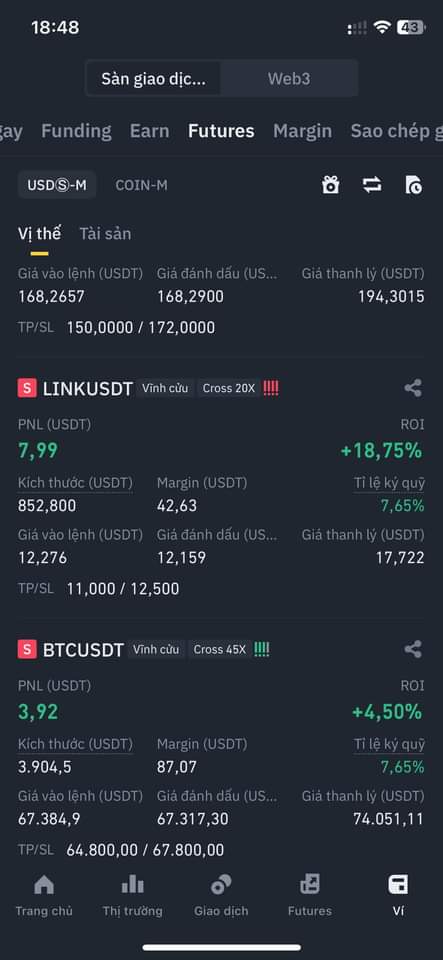 18:48
43
Sàn giao dịc... Web3
gay Funding Earn Futures Margin Sao chép g
USDⓈ-M COIN-M
Vị thế Tài sản
Giá vào lệnh (USDT) Giá đánh dấu (US... Giá thanh lý (USDT)
168,2657 168,2900 194,3015
TP/SL 150,0000 / 172,0000
S LINKUSDT Vĩnh cửu Cross 20X !!!!
PNL (USDT) ROI
7,99 +18,75%
Kích thước (USDT) Margin (USDT) Tỉ lệ ký quỹ
852,800 42,63 7,65%
Giá vào lệnh (USDT) Giá đánh dấu (US... Giá thanh lý (USDT)
12,276 12,159 17,722
TP/SL 11,000 / 12,500
S BTCUSDT Vĩnh cửu Cross 45X !!!!
PNL (USDT) ROI
3,92 +4,50%
Kích thước (USDT) Margin (USDT) Tỉ lệ ký quỹ
3.904,5 87,07 7,65%
Giá vào lệnh (USDT) Giá đánh dấu (US... Giá thanh lý (USDT)
67.384,9 67.317,30 74.051,11
TP/SL 64.800,00 / 67.800,00
Trang chủ Thị trường Giao dịch Futures Ví